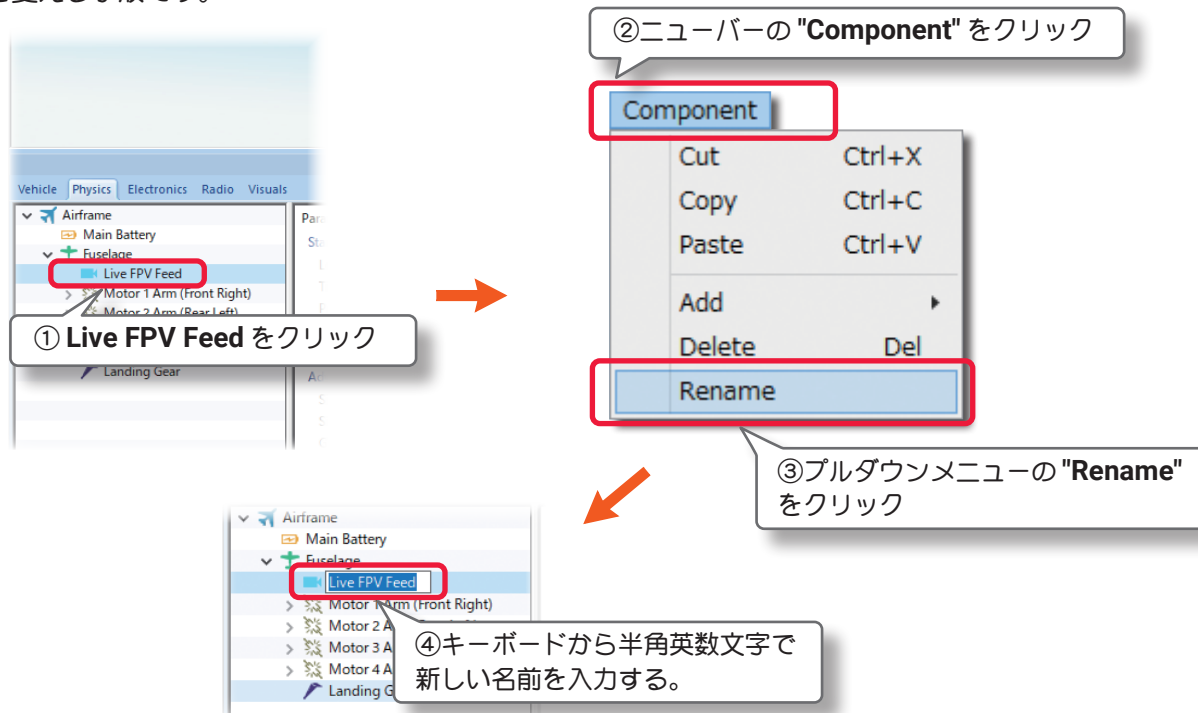 を変えし手順です。
②ニューバーの "Component" をクリック
Component
Cut Ctrl+X
Copy Ctrl+C
Paste Ctrl+V
Add
Delete Del
Rename
③プルダウンメニューの "Rename"
をクリック
Vehicle Physics Electronics Radio Visuals
Airframe
Main Battery
Fuselage
Live FPV Feed
Motor 1 Arm (Front Right)
Motor 2 Arm (Rear Left)
① Live FPV Feed をクリック
Landing Gear
Airframe
Main Battery
Fuselage
Live FPV Feed
Motor 1 Arm (Front Right)
Motor 2 A
Motor 3 A
Motor 4 A
Landing G
④キーボードから半角英数文字で
新しい名前を入力する。